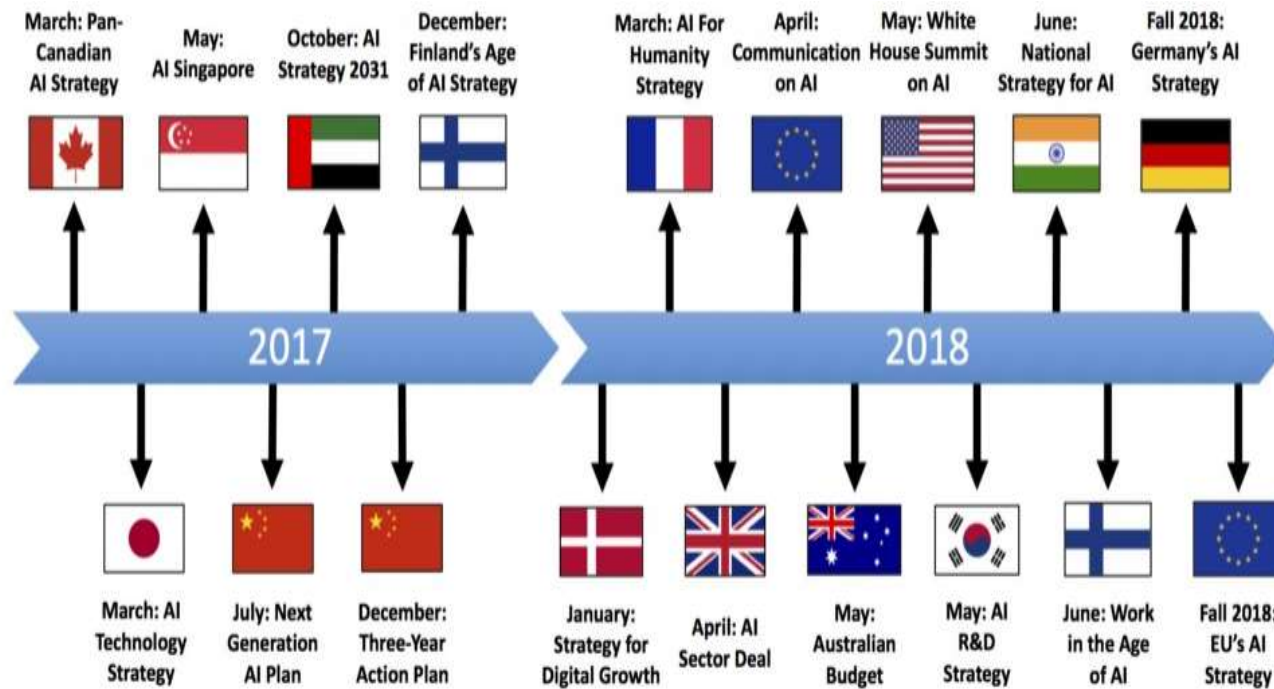 March: Pan-
Canadian
AI Strategy
May:
AI Singapore
October: AI
Strategy 2031
December:
Finland's Age
of AI Strategy
March: AI For
Humanity
Strategy
April:
Communication
on AI
May: White
House Summit
on AI
June:
National
Strategy for AI
Fall 2018:
Germany's AI
Strategy
2017
2018
March: AI
Technology
Strategy
July: Next
Generation
AI Plan
December:
Three-Year
Action Plan
January:
Strategy for
Digital Growth
April: AI
Sector Deal
May:
Australian
Budget
May: AI
R&D
Strategy
June: Work
in the Age
of AI
Fall 2018:
EU's AI
Strategy